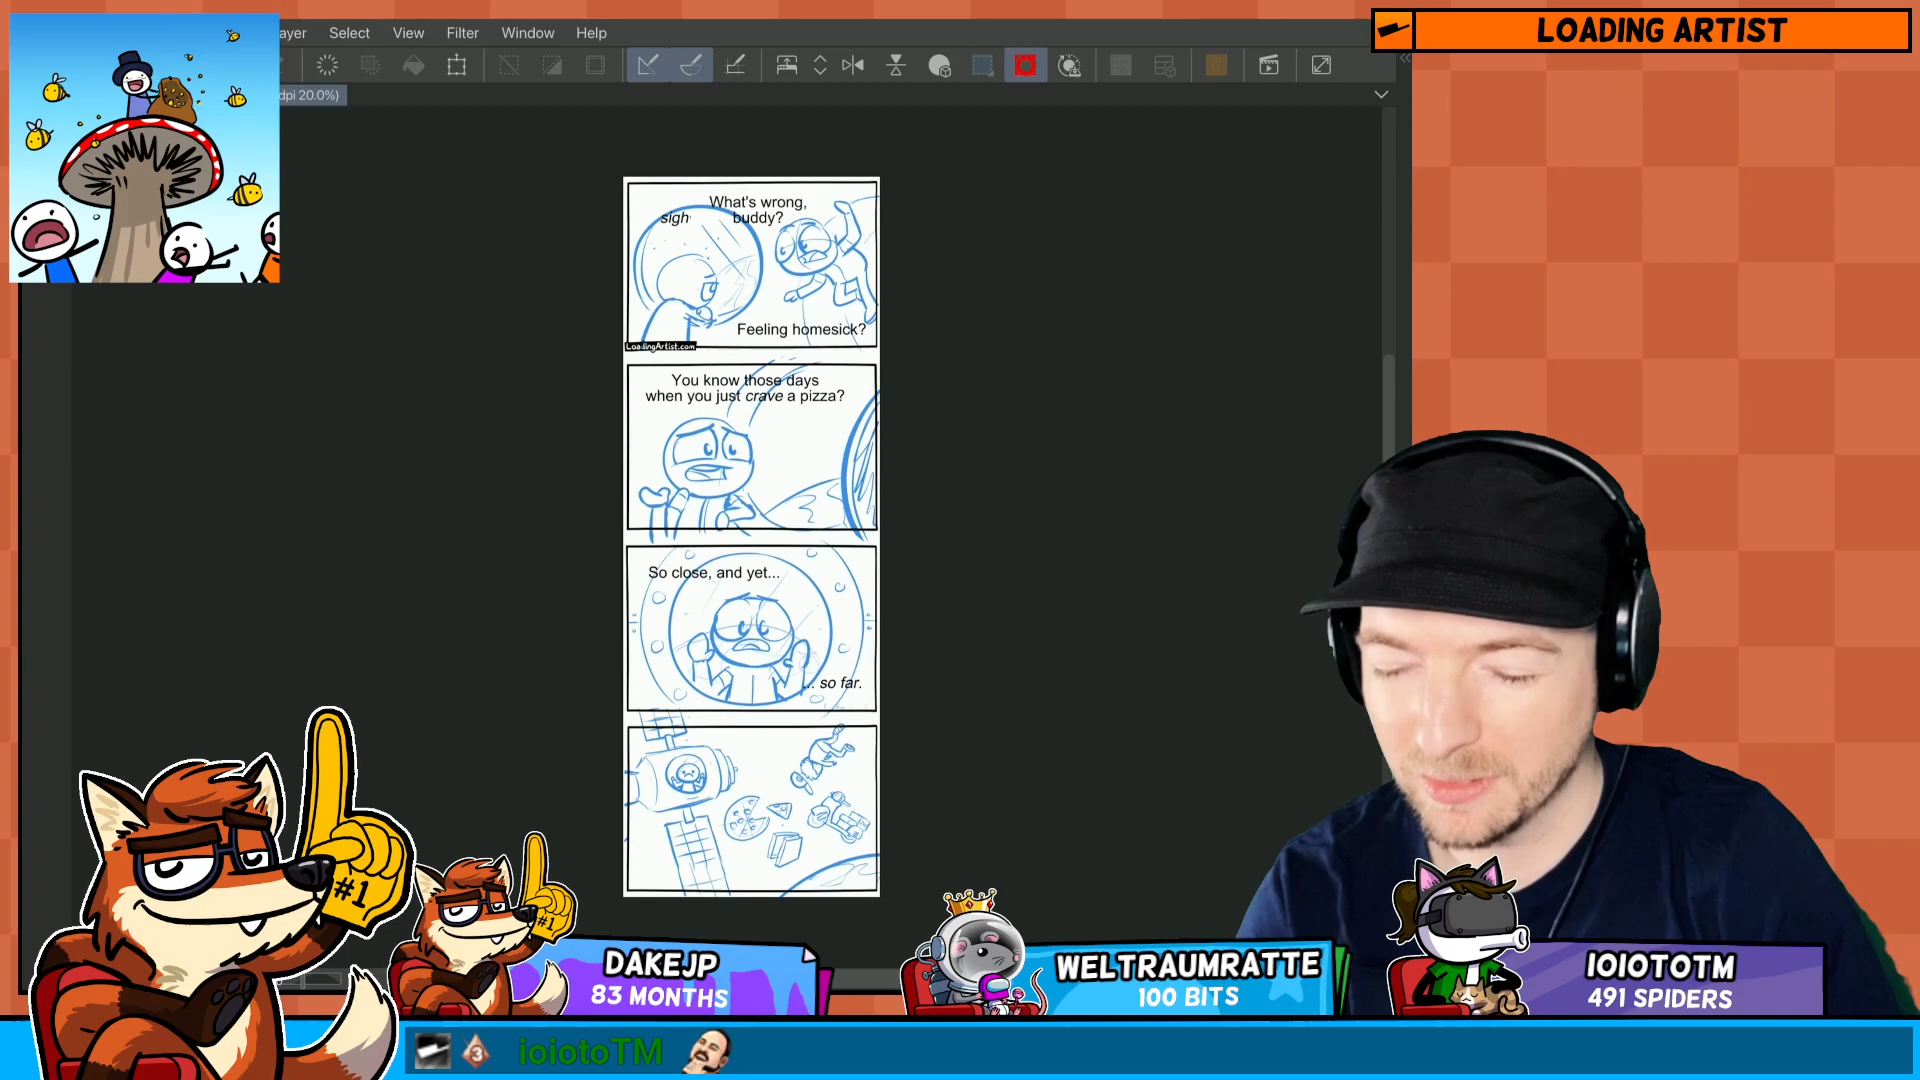 ayer Select View Filter Window Help
LOADING ARTIST
dpi 20.0%)
What's wrong,
buddy?
sigh
Feeling homesick?
LoadingArtist.com
You know those days
when you just crave a pizza?
So close, and yet...
... so far.
#1
#1
DAKEJP
83 MONTHS
WELTRAUMRATTE
100 BITS
IOIOTOTM
491 SPIDERS
3
ioiotoTM